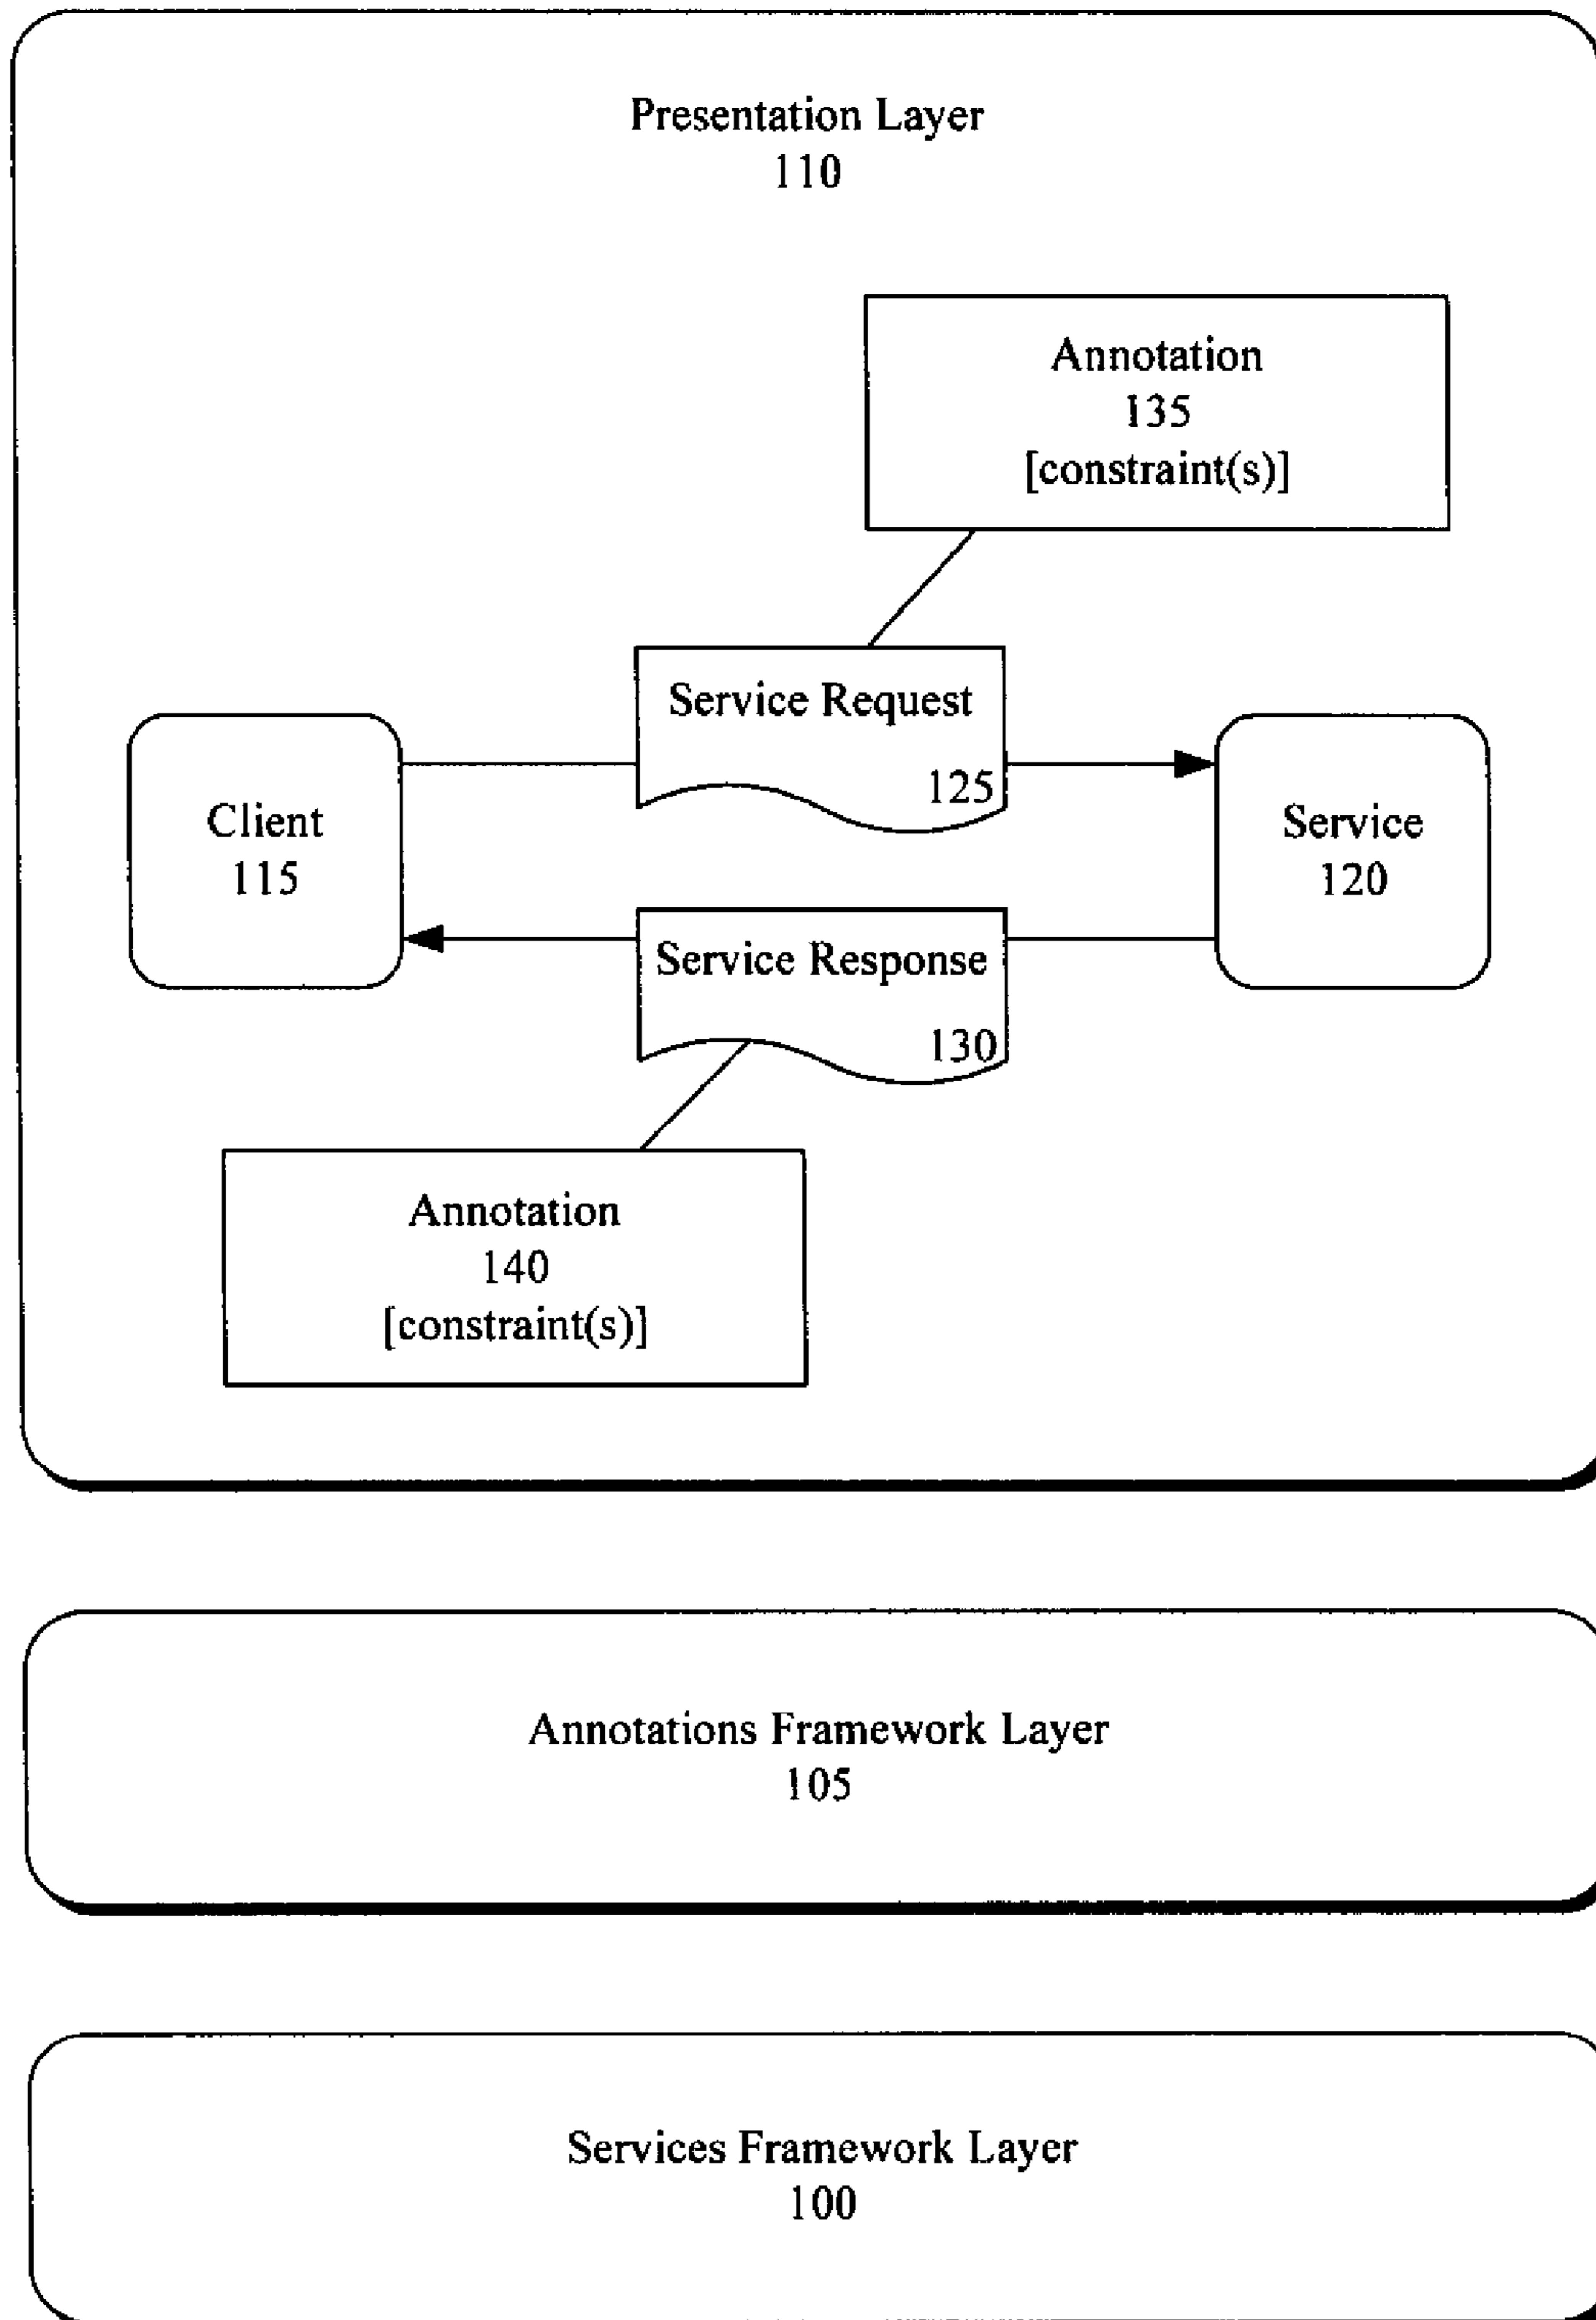 Presentation Layer
110
Annotation
135
[constraint(s)]
Service Request
125
Client
115
Service
120
Service Response
130
Annotation
140
[constraint(s)]
Annotations Framework Layer
105
Services Framework Layer
100